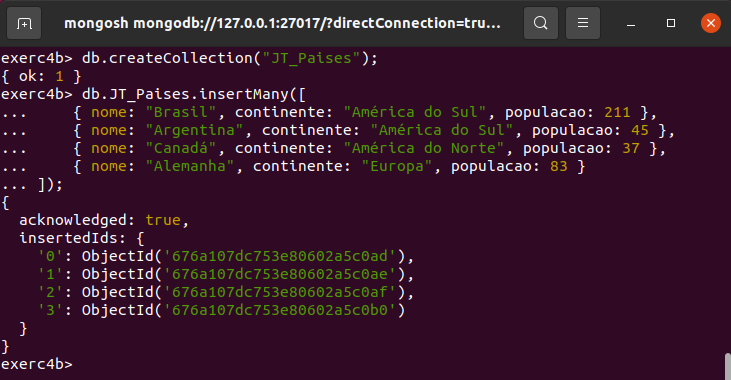 mongosh mongodb://127.0.0.1:27017/?directConnection=tru...
exerc4b> db.createCollection("JT_Paises");
{ ok: 1 }
exerc4b> db.JT_Paises.insertMany([
...     { nome: "Brasil", continente: "América do Sul", populacao: 211 },
...     { nome: "Argentina", continente: "América do Sul", populacao: 45 },
...     { nome: "Canadá", continente: "América do Norte", populacao: 37 },
...     { nome: "Alemanha", continente: "Europa", populacao: 83 }
... ]);
{
  acknowledged: true,
  insertedIds: {
    '0': ObjectId('676a107dc753e80602a5c0ad'),
    '1': ObjectId('676a107dc753e80602a5c0ae'),
    '2': ObjectId('676a107dc753e80602a5c0af'),
    '3': ObjectId('676a107dc753e80602a5c0b0')
  }
}
exerc4b>